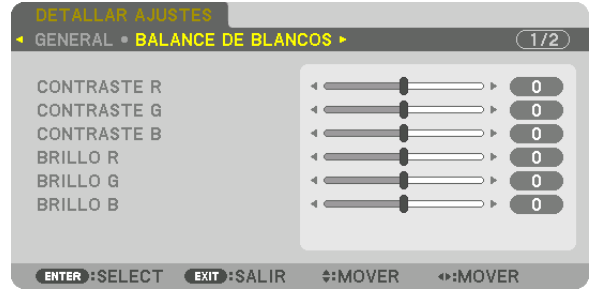 DETALLAR AJUSTES
GENERAL • BALANCE DE BLANCOS 1/2
CONTRASTE R 0
CONTRASTE G 0
CONTRASTE B 0
BRILLO R 0
BRILLO G 0
BRILLO B 0
ENTER :SELECT EXIT :SALIR :MOVER :MOVER